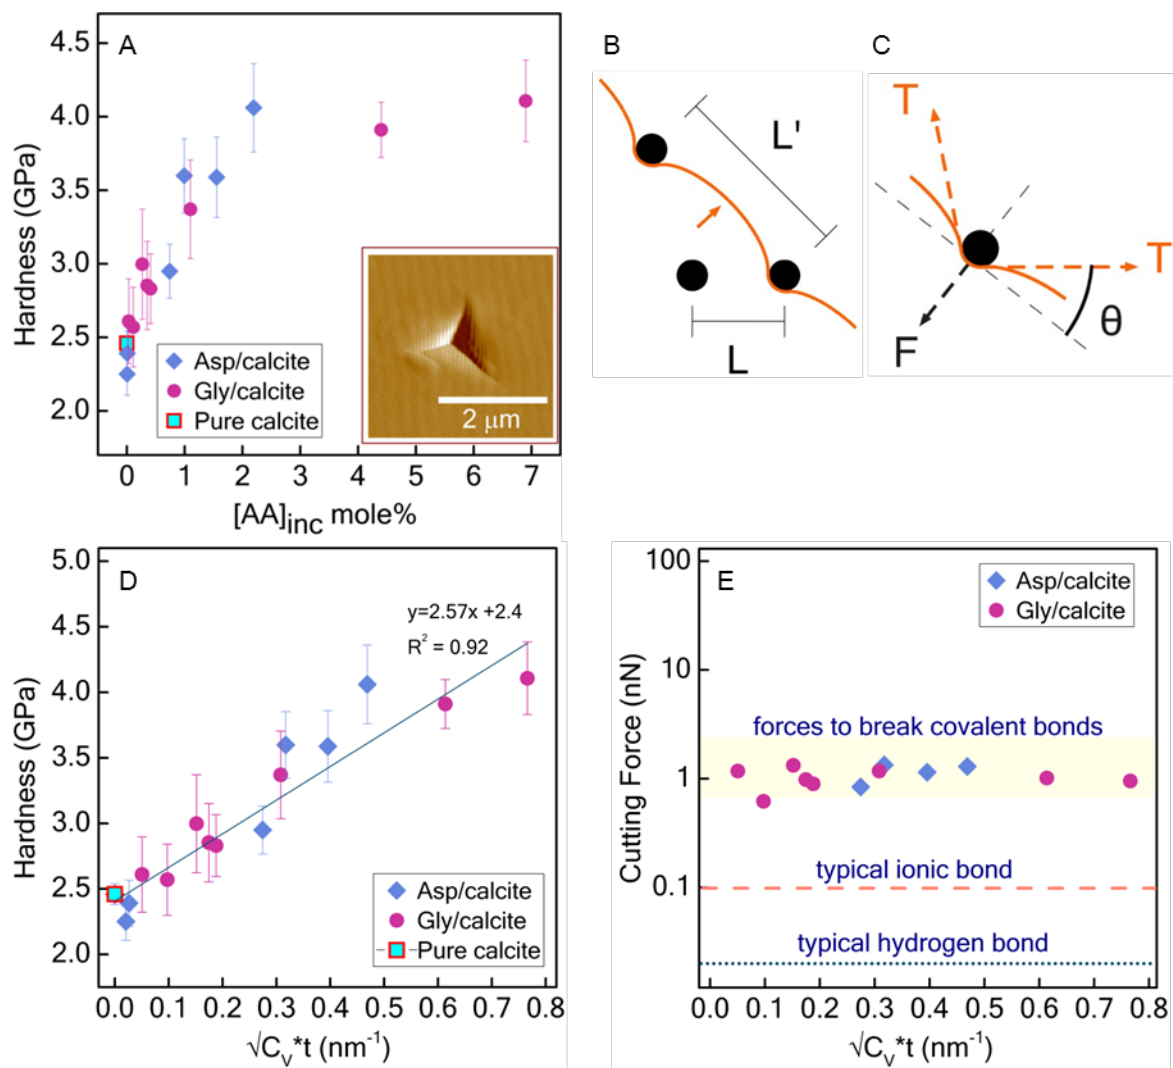 A
Hardness (GPa)
4.5
4.0
3.5
3.0
2.5
2.0
Asp/calcite
Gly/calcite
Pure calcite
2 μm
0 1 2 3 4 5 6 7
[AA]inc mole%
B
L'
L
C
T
T
F
θ
D
Hardness (GPa)
5.0
4.5
4.0
3.5
3.0
2.5
2.0
y=2.57x +2.4
R² = 0.92
Asp/calcite
Gly/calcite
Pure calcite
0.0 0.1 0.2 0.3 0.4 0.5 0.6 0.7 0.8
√Cᵥ*t (nm⁻¹)
E
Cutting Force (nN)
100
10
1
0.1
Asp/calcite
Gly/calcite
forces to break covalent bonds
typical ionic bond
typical hydrogen bond
0.0 0.1 0.2 0.3 0.4 0.5 0.6 0.7 0.8
√Cᵥ*t (nm⁻¹)